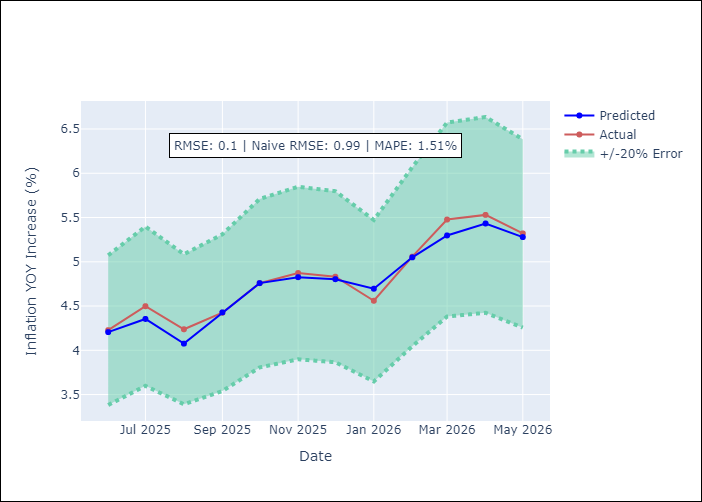 RMSE: 0.1 | Naive RMSE: 0.99 | MAPE: 1.51%
Predicted
Actual
+/-20% Error
Inflation YOY Increase (%)
6.5
6
5.5
5
4.5
4
3.5
Jul 2025
Sep 2025
Nov 2025
Jan 2026
Mar 2026
May 2026
Date